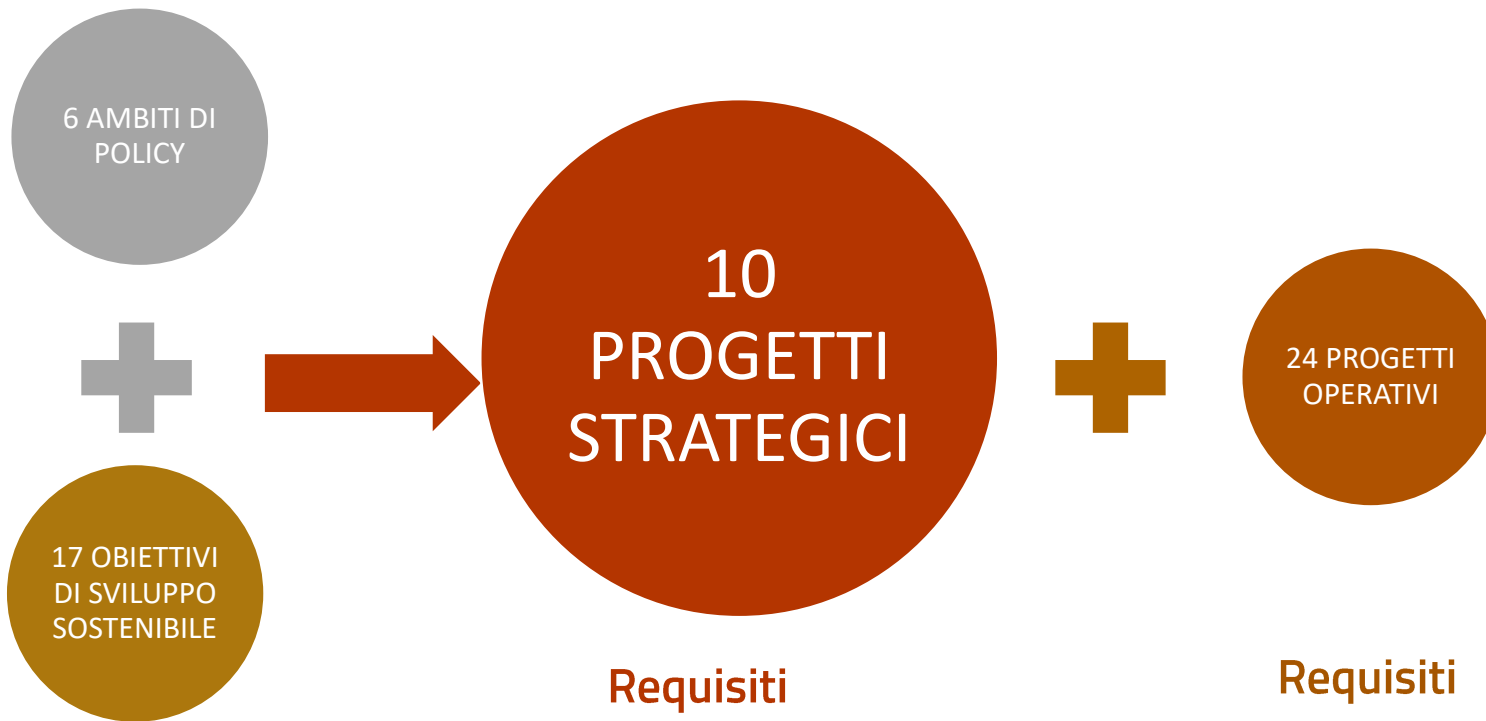 6 AMBITI DI
POLICY
17 OBIETTIVI
DI SVILUPPO
SOSTENIBILE
10
PROGETTI
STRATEGICI
Requisiti
24 PROGETTI
OPERATIVI
Requisiti